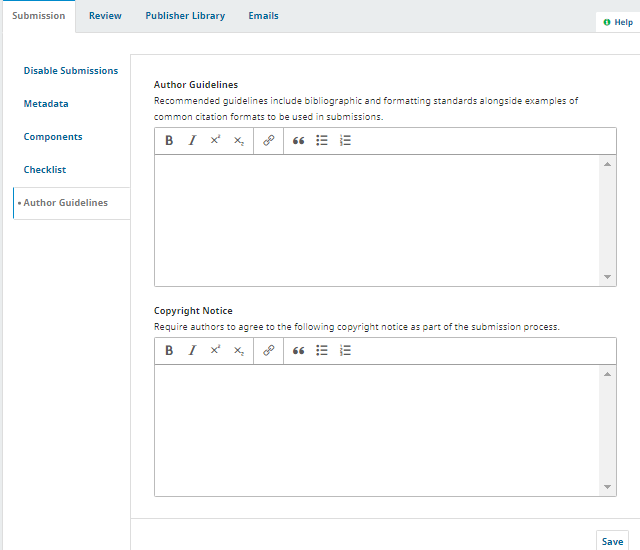 Submission Review Publisher Library Emails
Help
Disable Submissions
Metadata
Components
Checklist
Author Guidelines
Author Guidelines
Recommended guidelines include bibliographic and formatting standards alongside examples of
common citation formats to be used in submissions.
B I x² x₂
Copyright Notice
Require authors to agree to the following copyright notice as part of the submission process.
B I x² x₂
Save